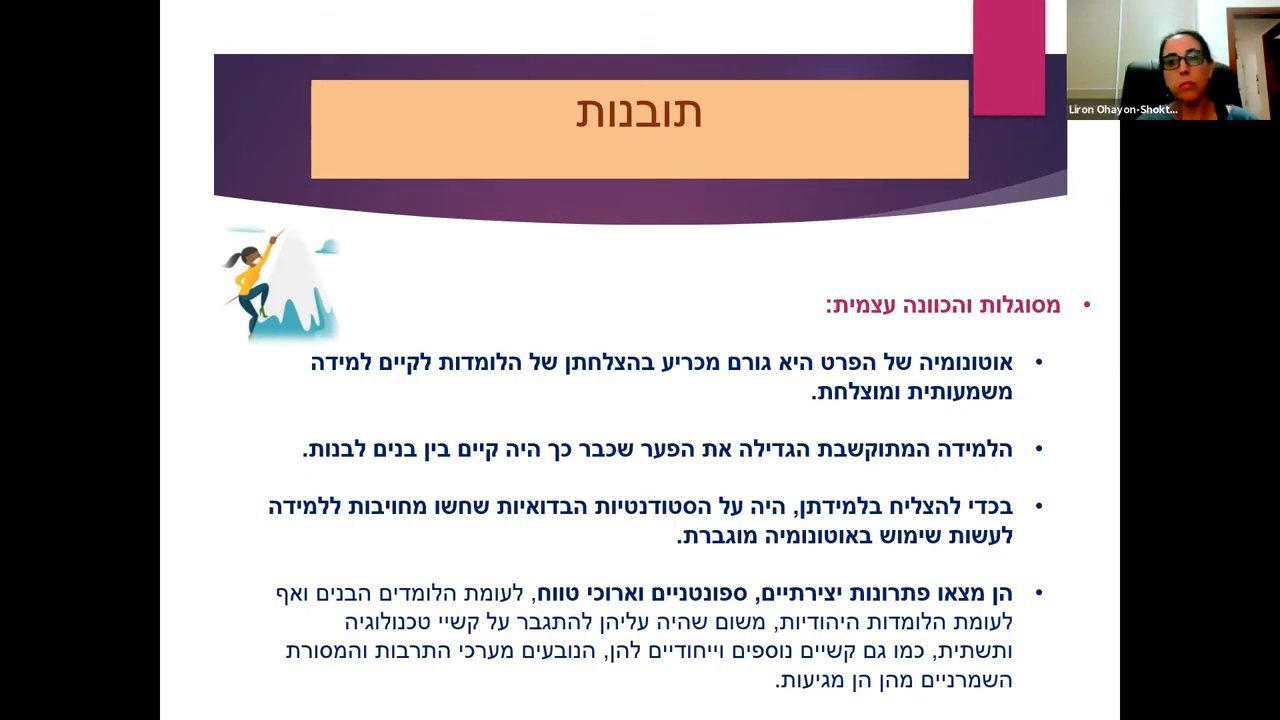 תובנות
Liron Ohayon-Shokt...
• מסוגלות והכוונה עצמית:
• אוטונומיה של הפרט היא גורם מכריע בהצלחתן של הלומדות לקיים למידה
משמעותית ומוצלחת.
• הלמידה המתוקשבת הגדילה את הפער שכבר כך היה קיים בין בנים לבנות.
• בכדי להצליח בלמידתן, היה על הסטודנטיות הבדואיות שחשו מחויבות ללמידה
לעשות שימוש באוטונומיה מוגברת.
• הן מצאו פתרונות יצירתיים, ספונטניים וארוכי טווח, לעומת הלומדים הבנים ואף
לעומת הלומדות היהודיות, משום שהיה עליהן להתגבר על קשיי טכנולוגיה
ותשתית, כמו גם קשיים נוספים וייחודיים להן, הנובעים מערכי התרבות והמסורת
השמרניים מהן הן מגיעות.